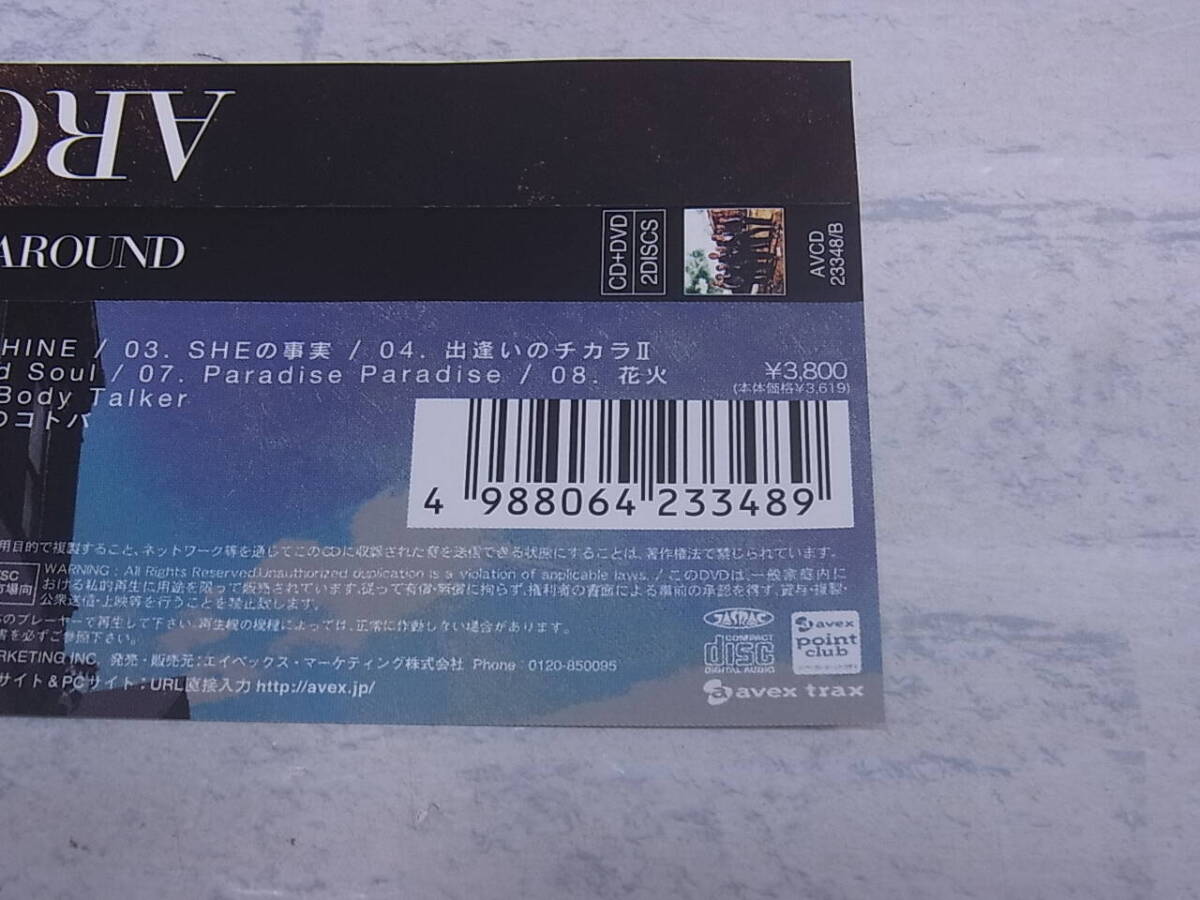 ARO
AROUND
CD+DVD
2DISCS
AVCD
23348/B
HINE / 03. SHEの事実 / 04. 出逢いのチカラⅡ
d Soul / 07. Paradise Paradise / 08. 花火
Body Talker
のコトバ
¥3,800
(本体価格¥3,619)
4 988064 233489
用目的で複製すること、ネットワーク等を通じてこのCDに収録された音を送信できる状態にすることは、著作権法で禁じられています。
WARNING : All Rights Reserved.Unauthorized duplication is a violation of applicable laws. / このDVDは、一般家庭内に
おける私的再生に用途を限って販売されています。従って有償・無償に拘らず、権利者の書面による事前の承認を得ず、賃与・複製・
公衆送信・上映等を行うことを禁止致します。
のプレーヤーで再生して下さい。再生機の機種によっては、正常に作動しない場合があります。
書を必ずご参照下さい。
RKETING INC. 発売・販売元:エイベックス・マーケティング株式会社 Phone : 0120-850095
サイト&PCサイト:URL直接入力 http://avex.jp/
JASRAC
COMPACT
disc
DIGITAL AUDIO
avex
point
club
avex trax